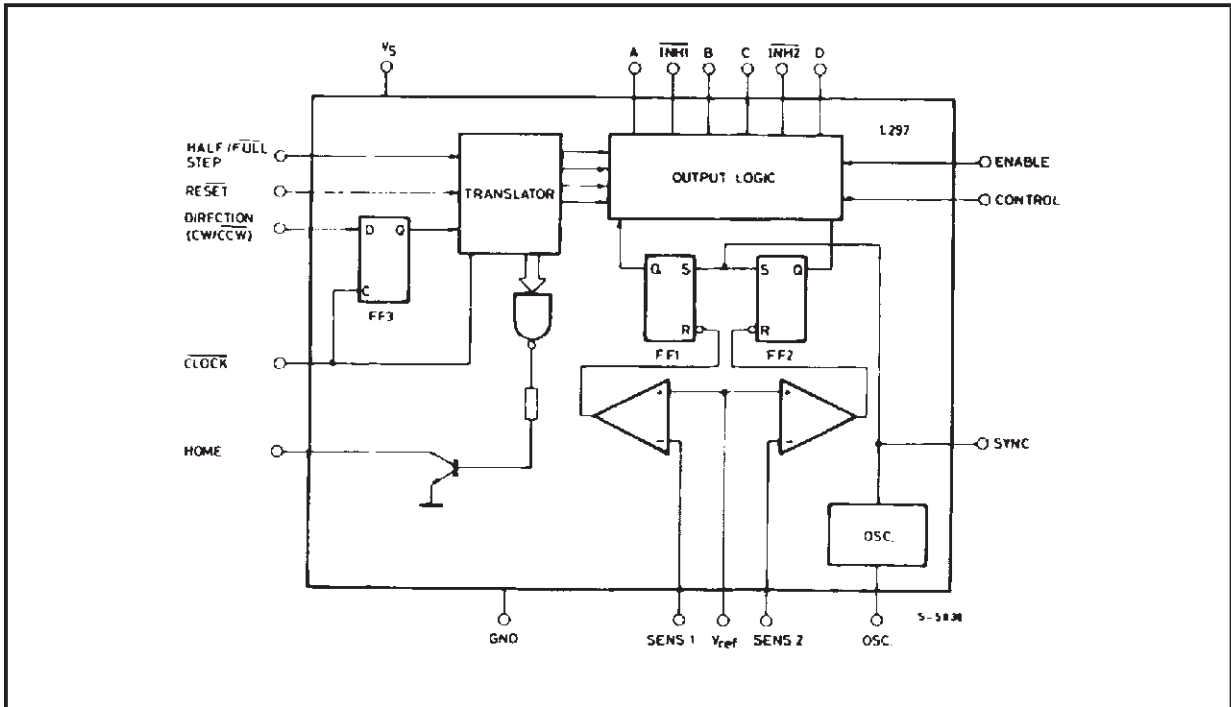 VS
A
INH1
B
C
INH2
D
L297
HALF/FULL
STEP
RESET
DIRECTION
(CW/CCW)
TRANSLATOR
OUTPUT LOGIC
ENABLE
CONTROL
D Q
C
FF3
Q S
R
FF1
S Q
R
FF2
CLOCK
+
−
+
−
HOME
SYNC
OSC.
GND
SENS 1
Vref
SENS 2
OSC.